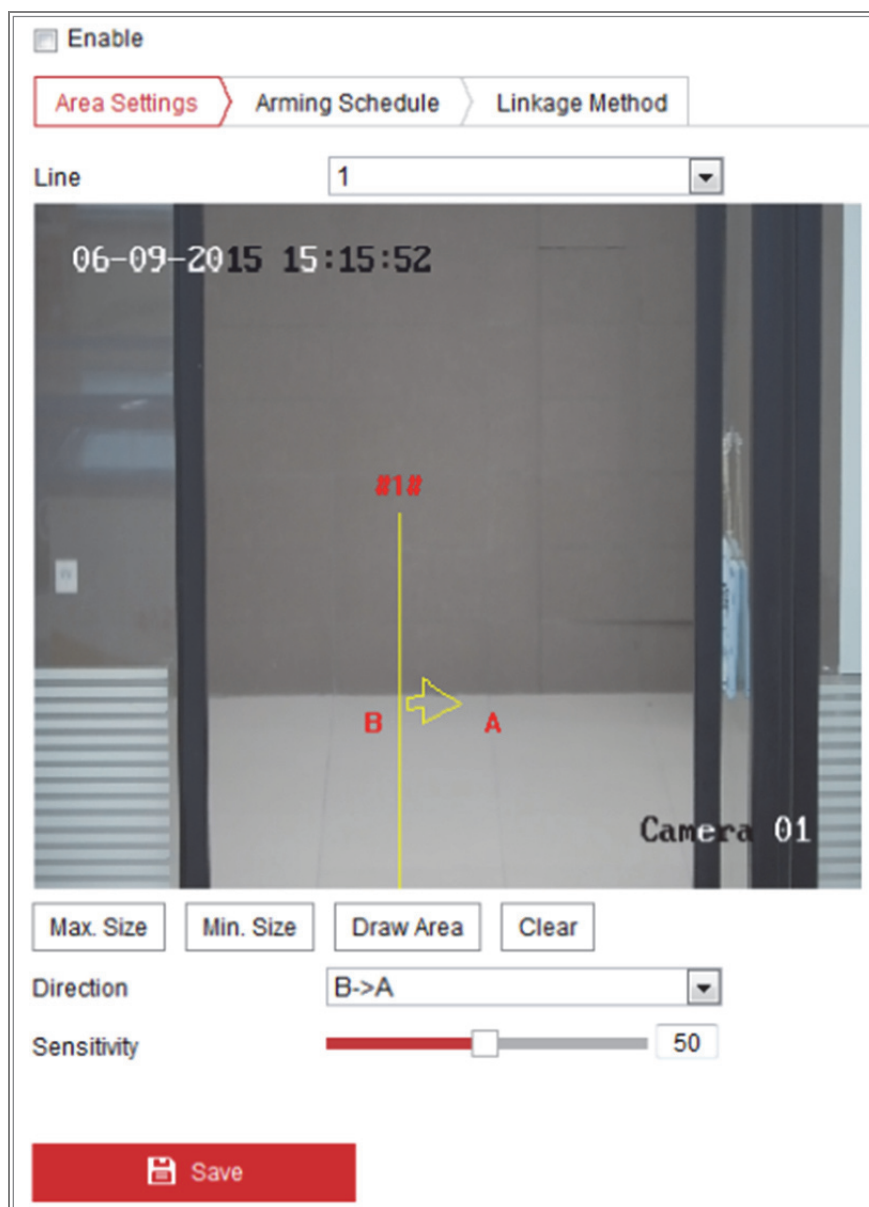 Enable
Area Settings Arming Schedule Linkage Method
Line 1
06-09-2015 15:15:52
#1#
B A
Camera 01
Max. Size Min. Size Draw Area Clear
Direction B->A
Sensitivity 50
Save